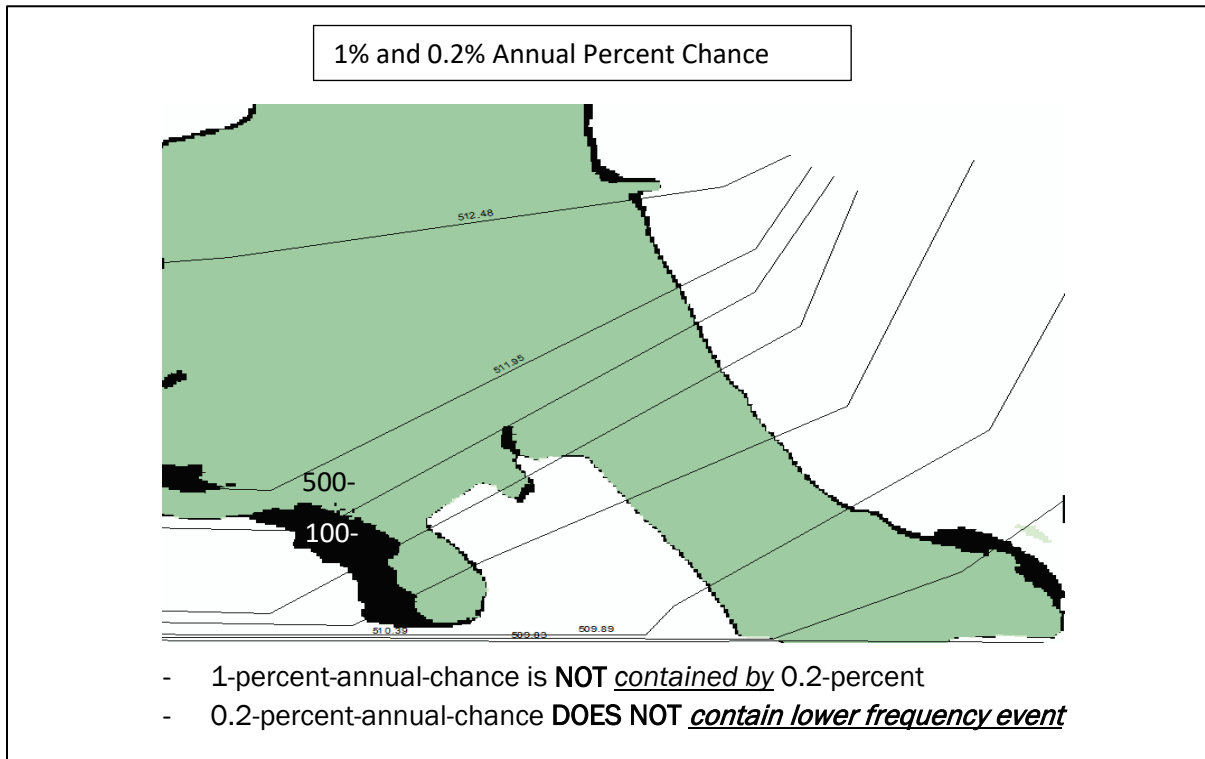 1% and 0.2% Annual Percent Chance
512.48
511.95
500-
100-
510.39
509.83
509.89
- 1-percent-annual-chance is NOT contained by 0.2-percent
- 0.2-percent-annual-chance DOES NOT contain lower frequency event